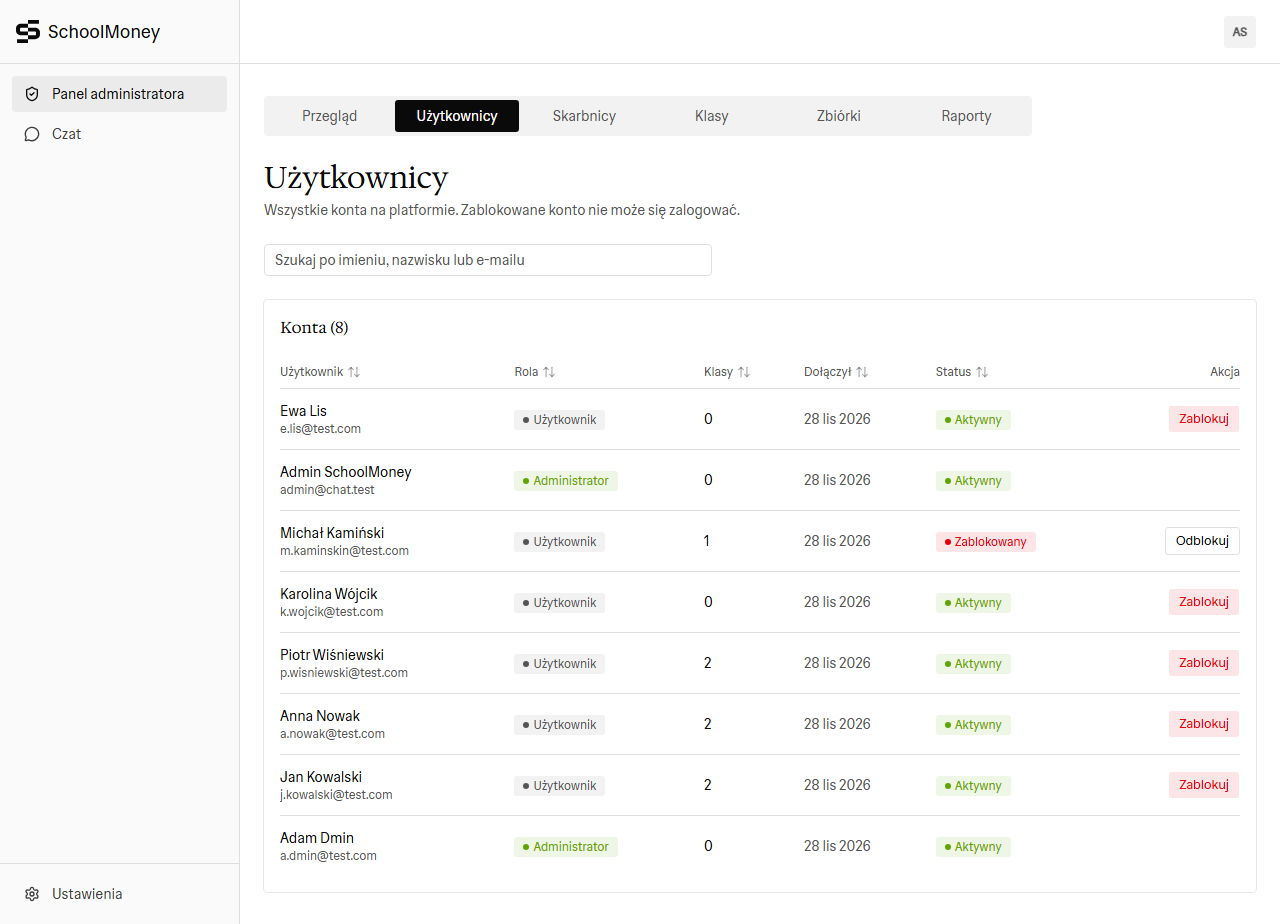 SchoolMoney
AS
Panel administratora
Czat
Przegląd Użytkownicy Skarbnicy Klasy Zbiórki Raporty
Użytkownicy
Wszystkie konta na platformie. Zablokowane konto nie może się zalogować.
Szukaj po imieniu, nazwisku lub e-mailu
Konta (8)
Użytkownik Rola Klasy Dołączył Status Akcja
Ewa Lis
e.lis@test.com
Użytkownik 0 28 lis 2026 Aktywny Zablokuj
Admin SchoolMoney
admin@chat.test
Administrator 0 28 lis 2026 Aktywny
Michał Kamiński
m.kaminskin@test.com
Użytkownik 1 28 lis 2026 Zablokowany Odblokuj
Karolina Wójcik
k.wojcik@test.com
Użytkownik 0 28 lis 2026 Aktywny Zablokuj
Piotr Wiśniewski
p.wisniewski@test.com
Użytkownik 2 28 lis 2026 Aktywny Zablokuj
Anna Nowak
a.nowak@test.com
Użytkownik 2 28 lis 2026 Aktywny Zablokuj
Jan Kowalski
j.kowalski@test.com
Użytkownik 2 28 lis 2026 Aktywny Zablokuj
Adam Dmin
a.dmin@test.com
Administrator 0 28 lis 2026 Aktywny
Ustawienia